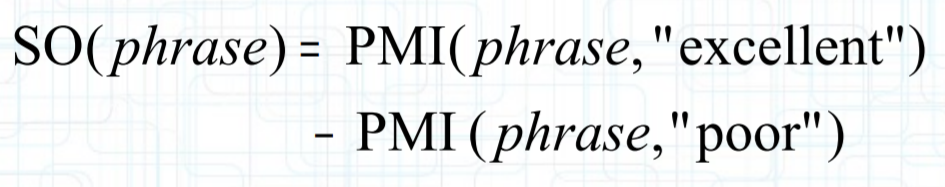 SO(phrase) = PMI(phrase,"excellent")
- PMI (phrase,"poor")